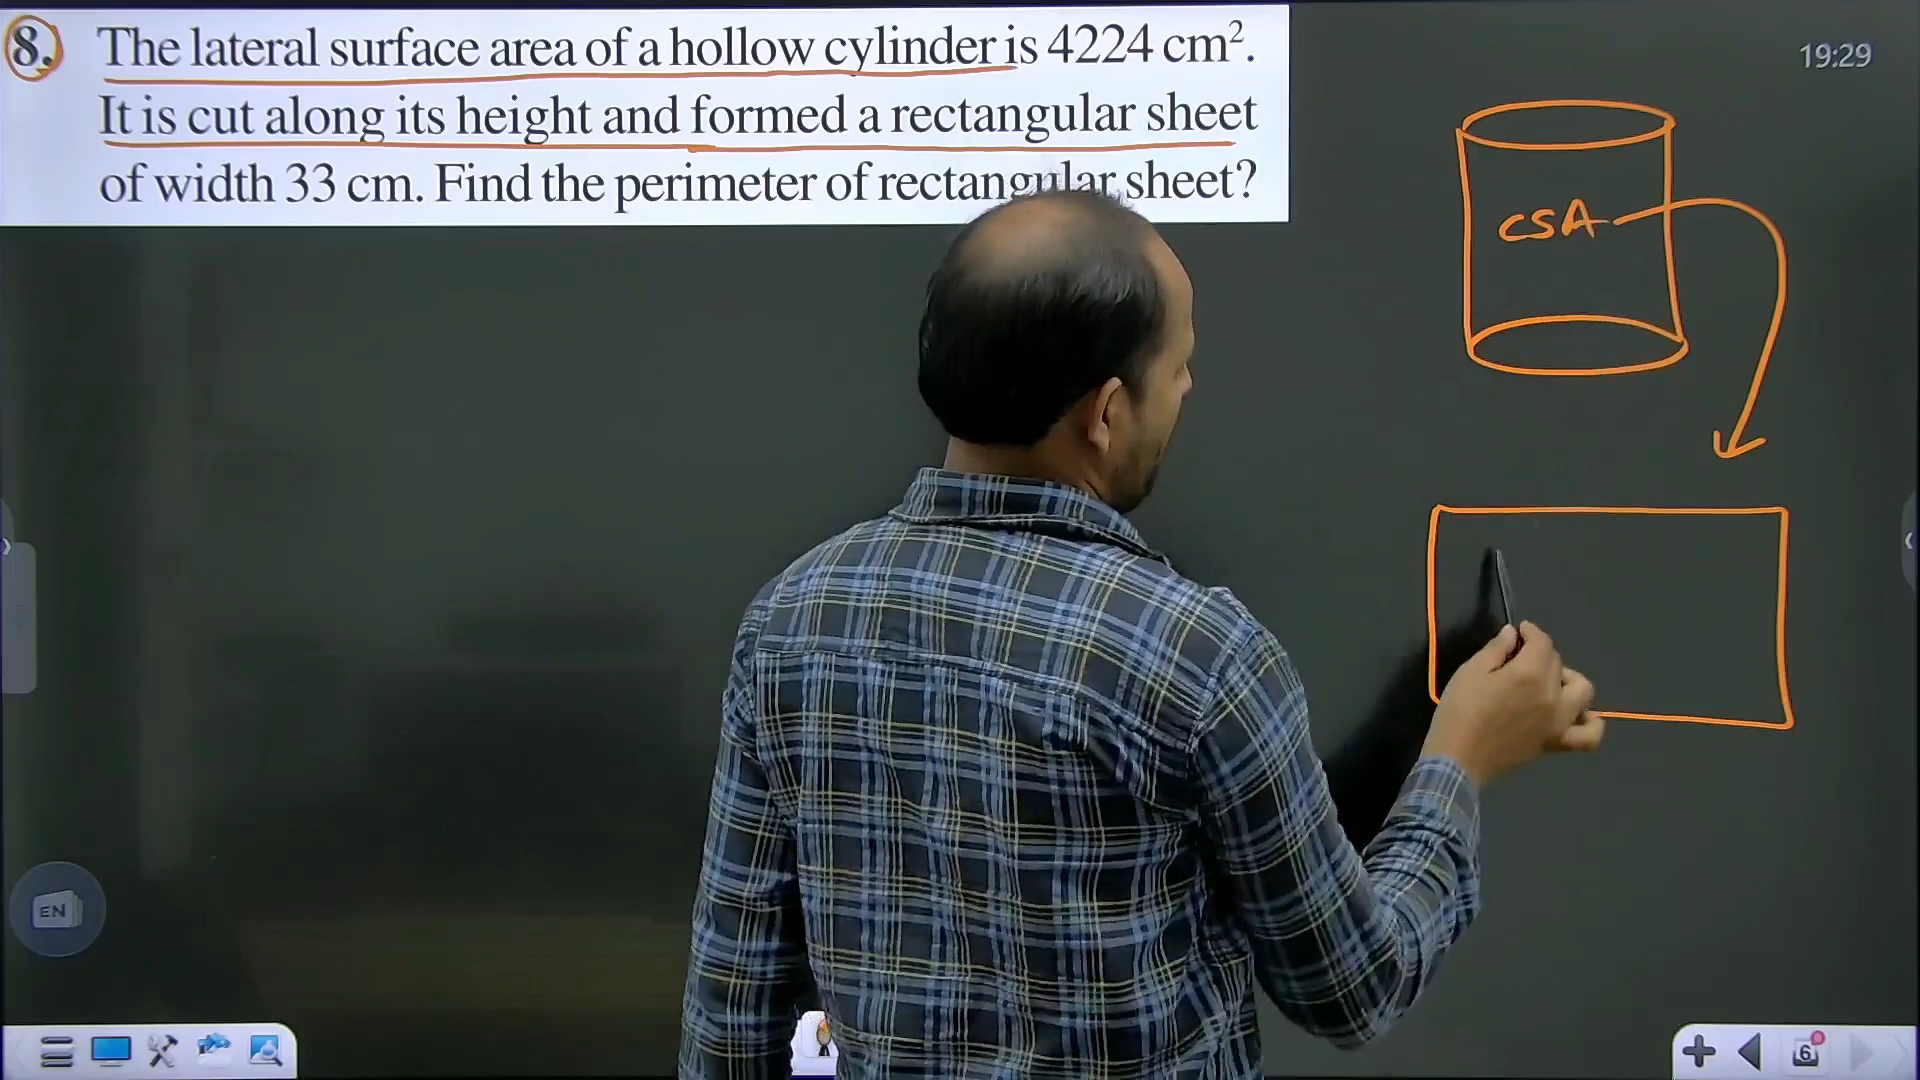 8. The lateral surface area of a hollow cylinder is 4224 cm².
It is cut along its height and formed a rectangular sheet
of width 33 cm. Find the perimeter of rectangular sheet?
19:29
CSA
EN
6